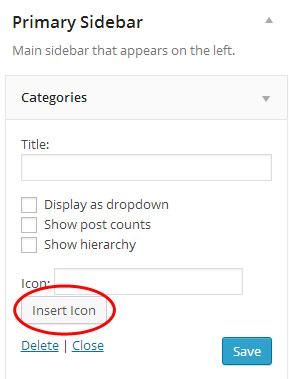 Primary Sidebar
Main sidebar that appears on the left.
Categories
Title:
Display as dropdown
Show post counts
Show hierarchy
Icon:
Insert Icon
Delete | Close
Save